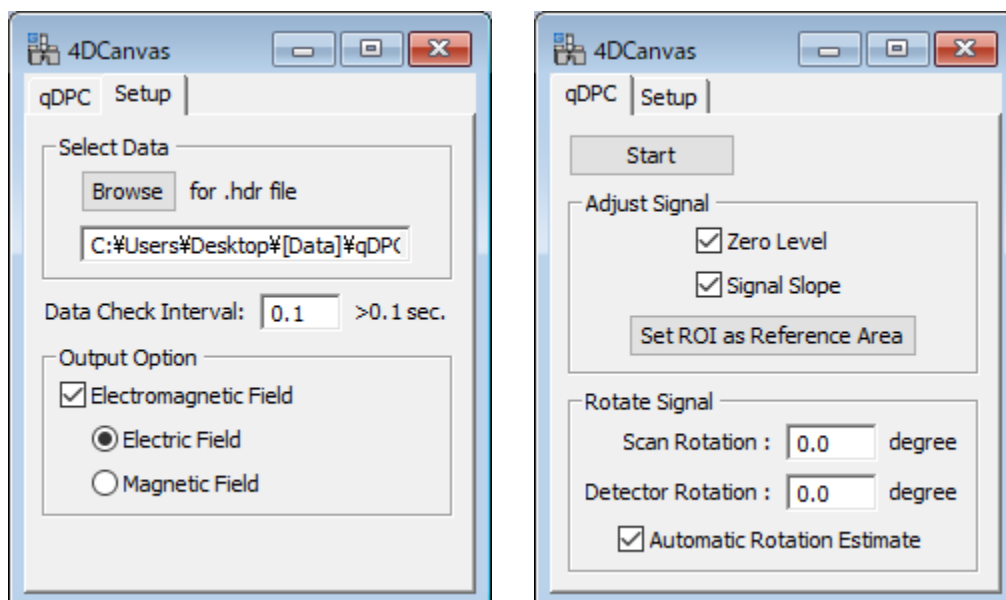 4DCanvas
qDPC Setup
Select Data
Browse for .hdr file
C:¥Users¥Desktop¥[Data]¥qDPC
Data Check Interval: 0.1 >0.1 sec.
Output Option
Electromagnetic Field
Electric Field
Magnetic Field
4DCanvas
qDPC Setup
Start
Adjust Signal
Zero Level
Signal Slope
Set ROI as Reference Area
Rotate Signal
Scan Rotation : 0.0 degree
Detector Rotation : 0.0 degree
Automatic Rotation Estimate